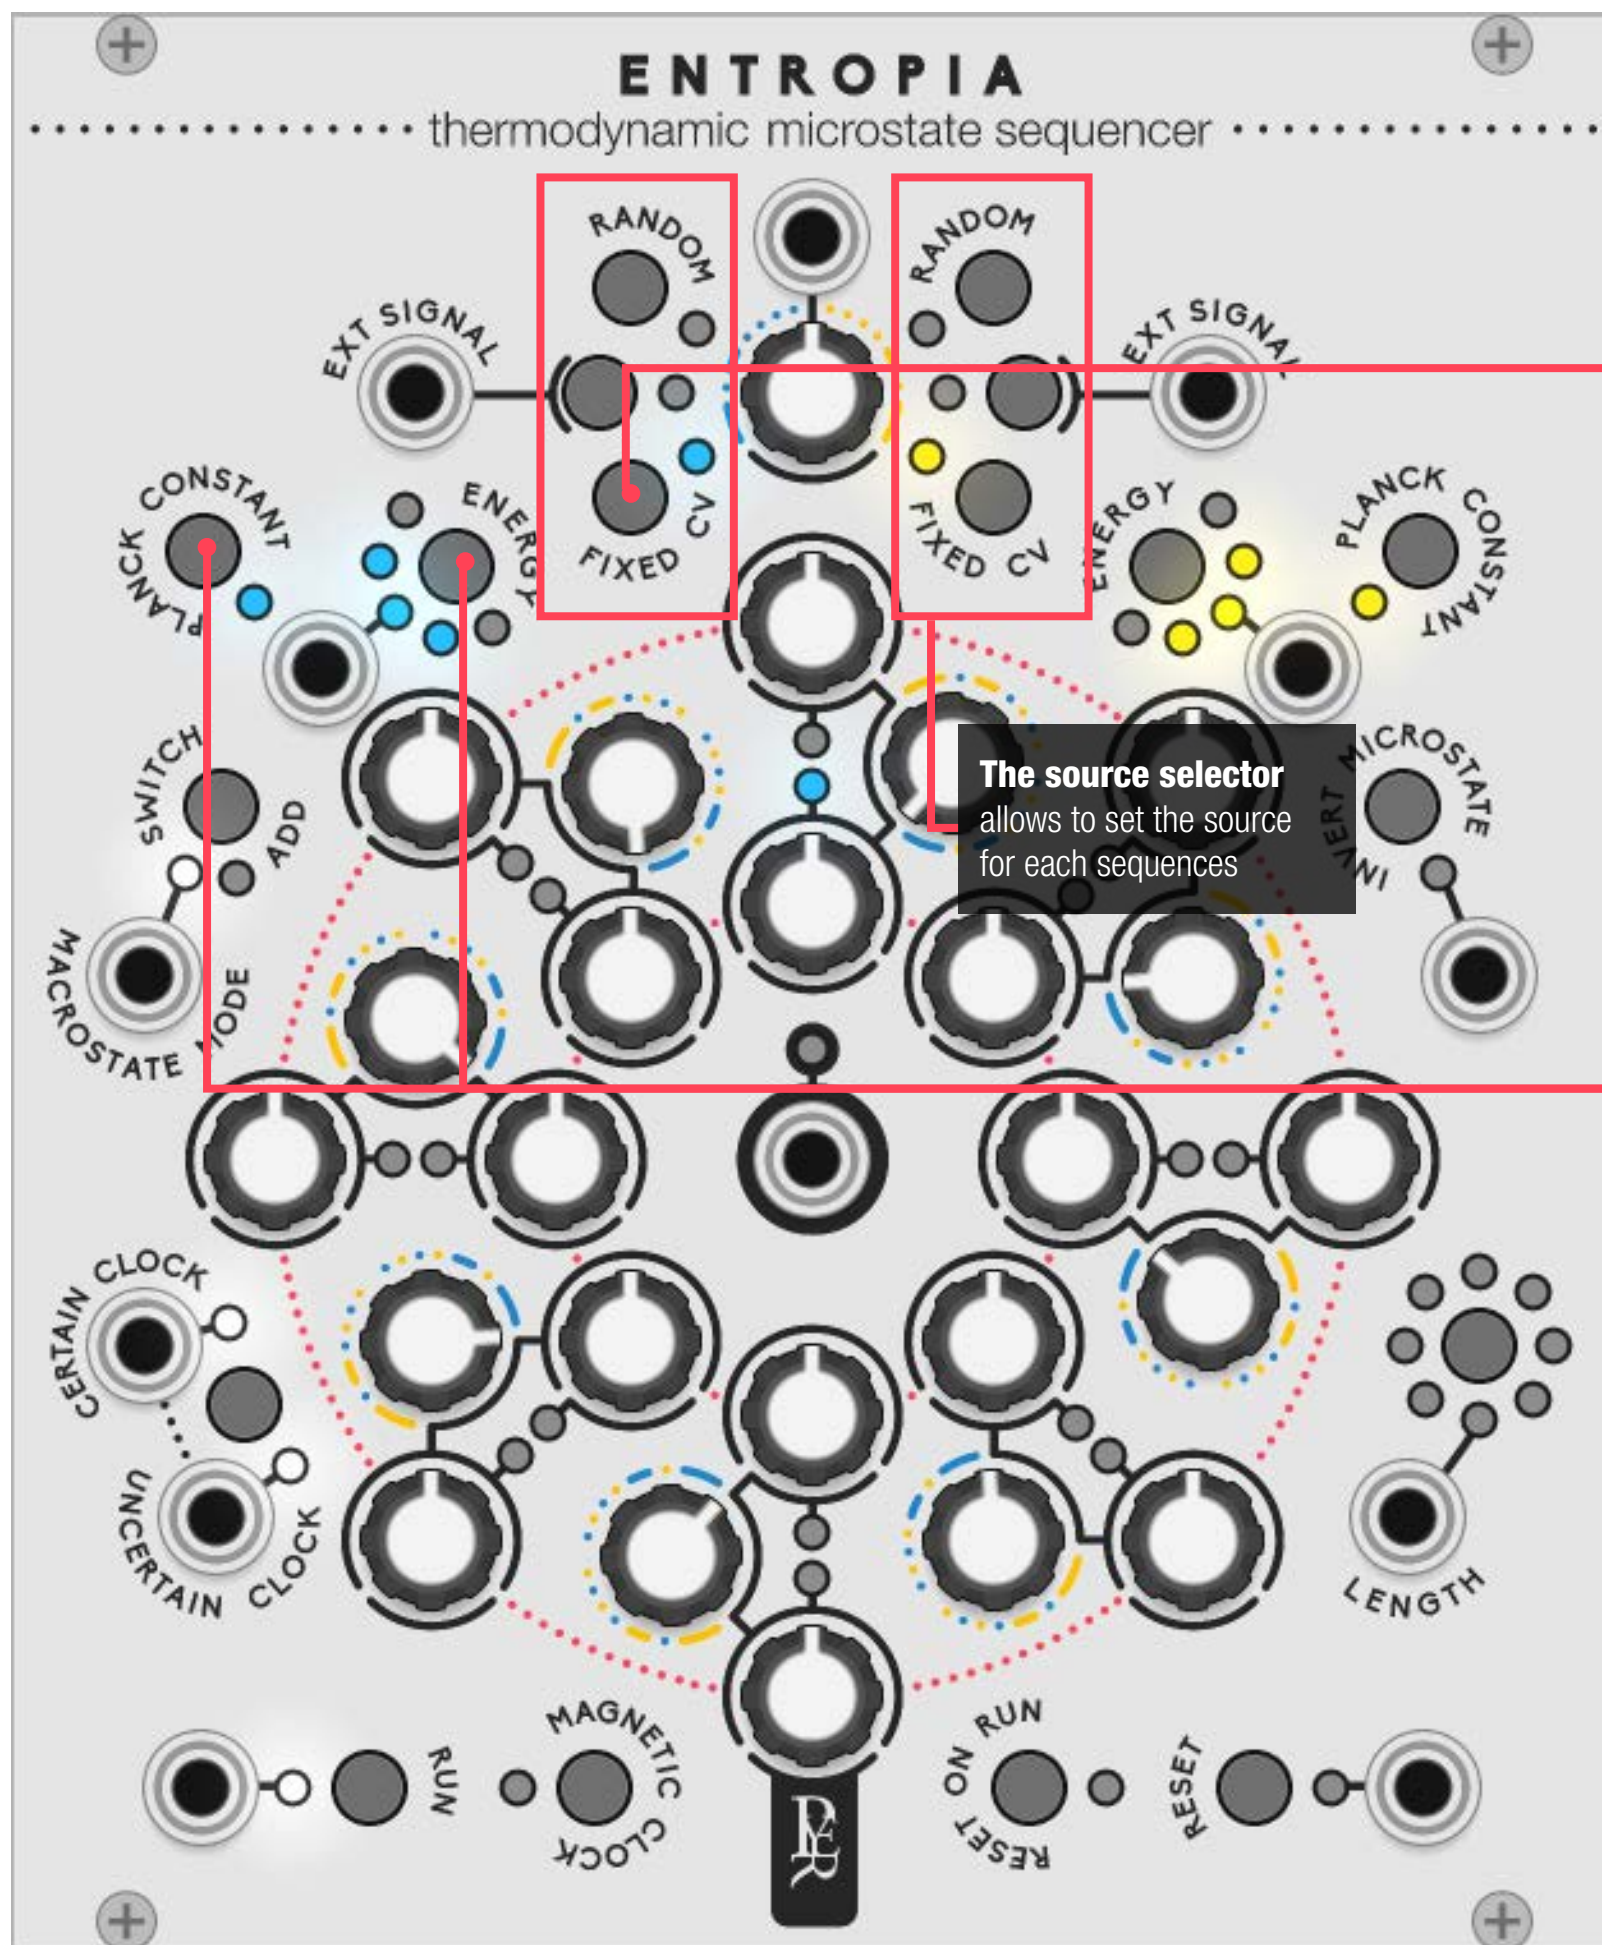 ENTROPIA
thermodynamic microstate sequencer
RANDOM
RANDOM
EXT SIGNAL
EXT SIGNAL
FIXED CV
FIXED CV
PLANCK CONSTANT
ENERGY
ENERGY
PLANCK CONSTANT
SWITCH
ADD
MACROSTATE MODE
The source selector
allows to set the source
for each sequences
INVERT MICROSTATE
CERTAIN CLOCK
UNCERTAIN CLOCK
LENGTH
RUN
MAGNETIC CLOCK
RESET ON RUN
RESET